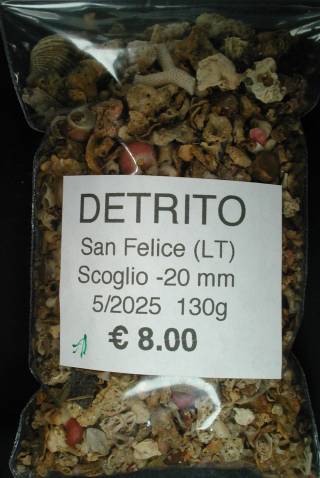 DETRITO
San Felice (LT)
Scoglio -20 mm
5/2025 130g
€ 8.00